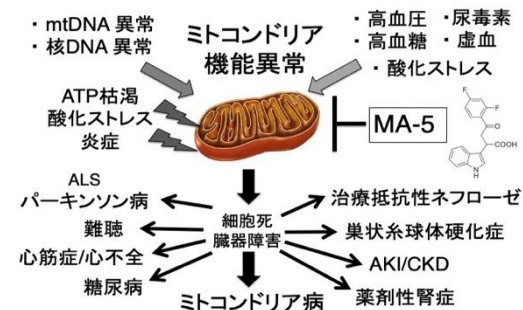 ・mtDNA 異常
・核DNA 異常
ミトコンドリア
機能異常
・高血圧 ・尿毒素
・高血糖 ・虚血
・酸化ストレス
ATP枯渇
酸化ストレス
炎症
MA-5
F
F
O
COOH
N
H
ALS
パーキンソン病
難聴
心筋症/心不全
糖尿病
細胞死
臓器障害
治療抵抗性ネフローゼ
巣状糸球体硬化症
AKI/CKD
薬剤性腎症
ミトコンドリア病